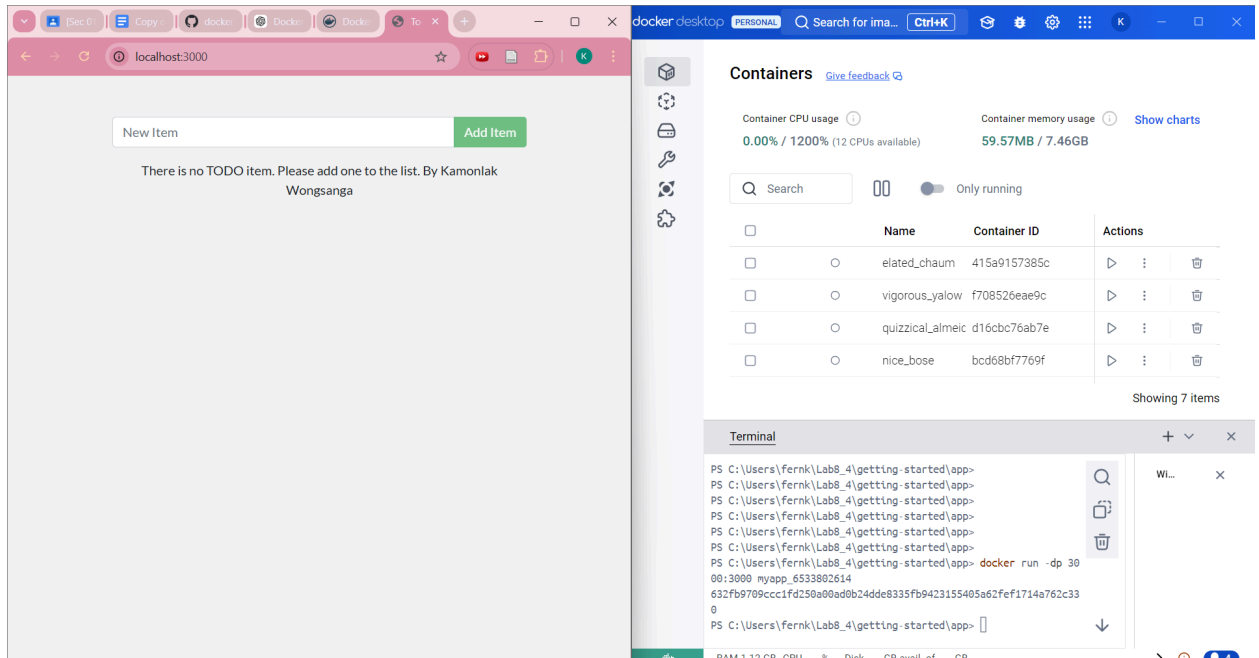 [Sec 01
Copy o
docke
Docke
Docke
To
localhost:3000
K
New Item
Add Item
There is no TODO item. Please add one to the list. By Kamonlak
Wongsanga
docker desktop PERSONAL Search for ima... Ctrl+K K
Containers Give feedback
Container CPU usage
0.00% / 1200% (12 CPUs available)
Container memory usage
59.57MB / 7.46GB
Show charts
Search
Only running
Name Container ID Actions
elated_chaum 415a9157385c
vigorous_yalow f708526eae9c
quizzical_almeic d16cbc76ab7e
nice_bose bcd68bf7769f
Showing 7 items
Terminal
PS C:\Users\fernk\Lab8_4\getting-started\app>
PS C:\Users\fernk\Lab8_4\getting-started\app>
PS C:\Users\fernk\Lab8_4\getting-started\app>
PS C:\Users\fernk\Lab8_4\getting-started\app>
PS C:\Users\fernk\Lab8_4\getting-started\app>
PS C:\Users\fernk\Lab8_4\getting-started\app>
PS C:\Users\fernk\Lab8_4\getting-started\app> docker run -dp 30
00:3000 myapp_6533802614
632fb9709ccc1fd250a00ad0b24dde8335fb9423155405a62fef1714a762c33
0
PS C:\Users\fernk\Lab8_4\getting-started\app>
Wi...